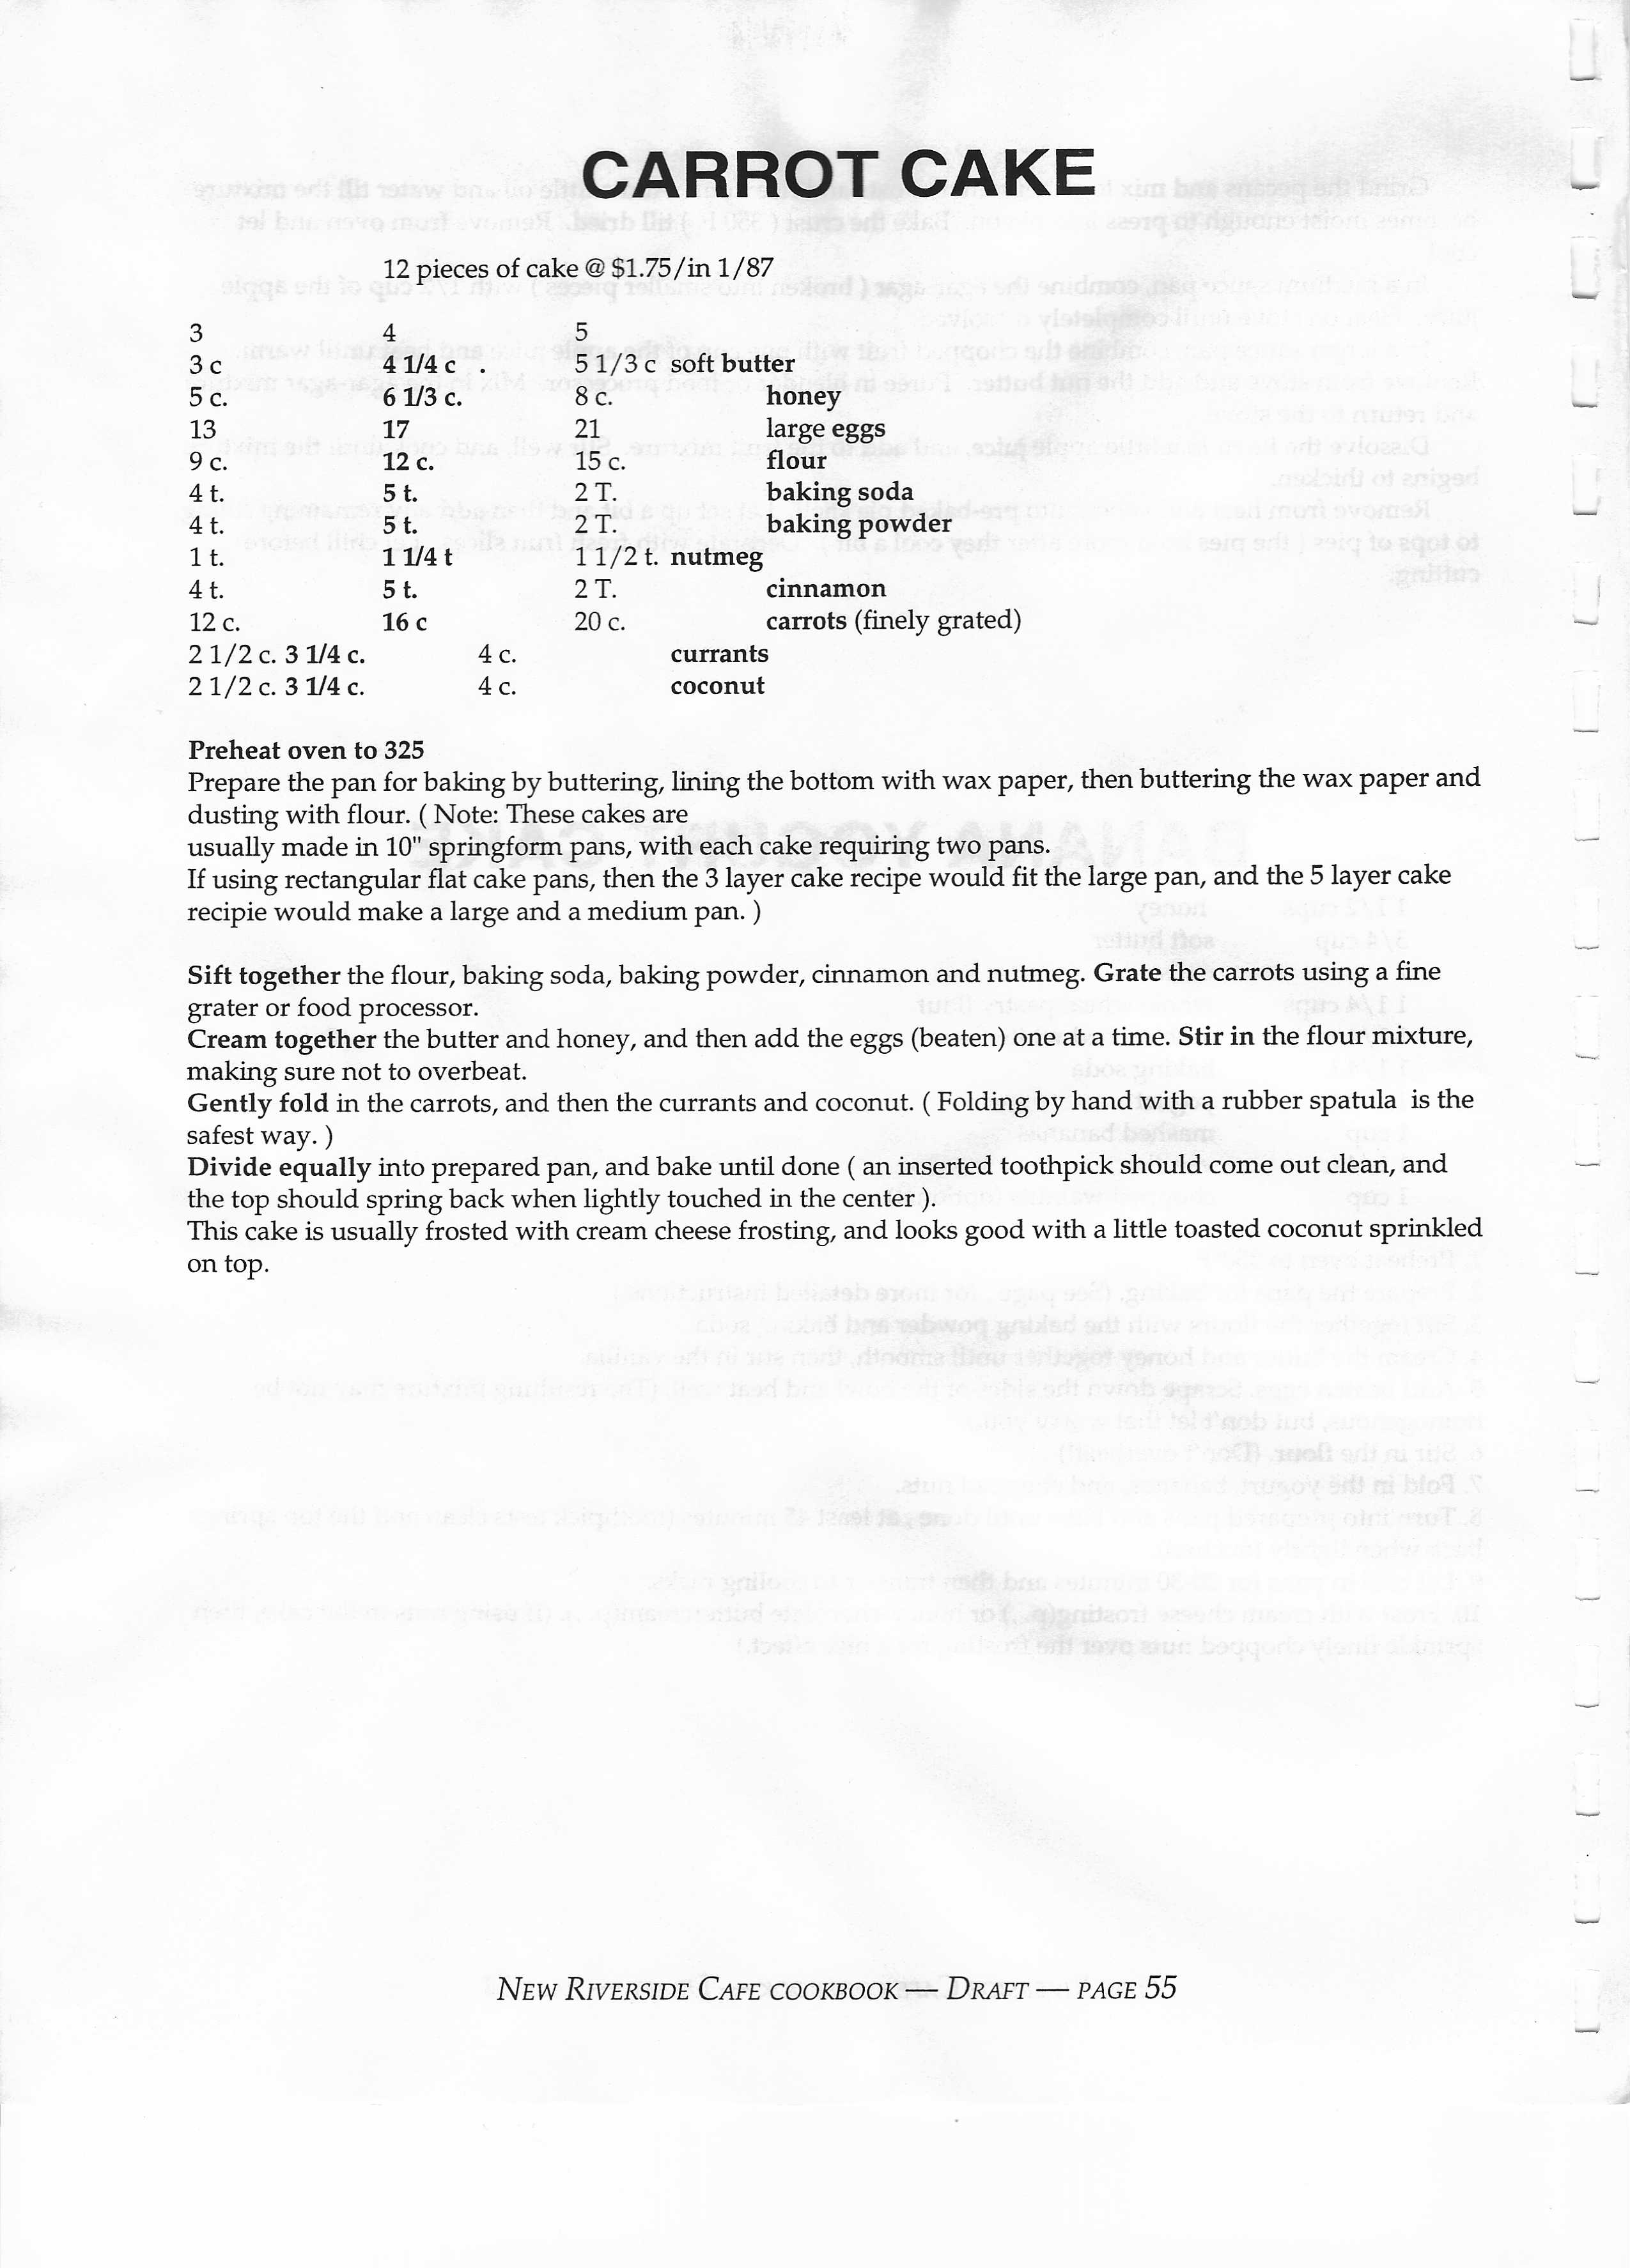 CARROT CAKE
12 pieces of cake @ $1.75/in 1/87
3 4 5
3 c 4 1/4 c . 5 1/3 c soft butter
5 c. 6 1/3 c. 8 c. honey
13 17 21 large eggs
9 c. 12 c. 15 c. flour
4 t. 5 t. 2 T. baking soda
4 t. 5 t. 2 T. baking powder
1 t. 1 1/4 t 1 1/2 t. nutmeg
4 t. 5 t. 2 T. cinnamon
12 c. 16 c 20 c. carrots (finely grated)
2 1/2 c. 3 1/4 c. 4 c. currants
2 1/2 c. 3 1/4 c. 4 c. coconut
Preheat oven to 325
Prepare the pan for baking by buttering, lining the bottom with wax paper, then buttering the wax paper and
dusting with flour. ( Note: These cakes are
usually made in 10" springform pans, with each cake requiring two pans.
If using rectangular flat cake pans, then the 3 layer cake recipe would fit the large pan, and the 5 layer cake
recipie would make a large and a medium pan. )
Sift together the flour, baking soda, baking powder, cinnamon and nutmeg. Grate the carrots using a fine
grater or food processor.
Cream together the butter and honey, and then add the eggs (beaten) one at a time. Stir in the flour mixture,
making sure not to overbeat.
Gently fold in the carrots, and then the currants and coconut. ( Folding by hand with a rubber spatula is the
safest way. )
Divide equally into prepared pan, and bake until done ( an inserted toothpick should come out clean, and
the top should spring back when lightly touched in the center ).
This cake is usually frosted with cream cheese frosting, and looks good with a little toasted coconut sprinkled
on top.
NEW RIVERSIDE CAFE COOKBOOK — DRAFT — PAGE 55